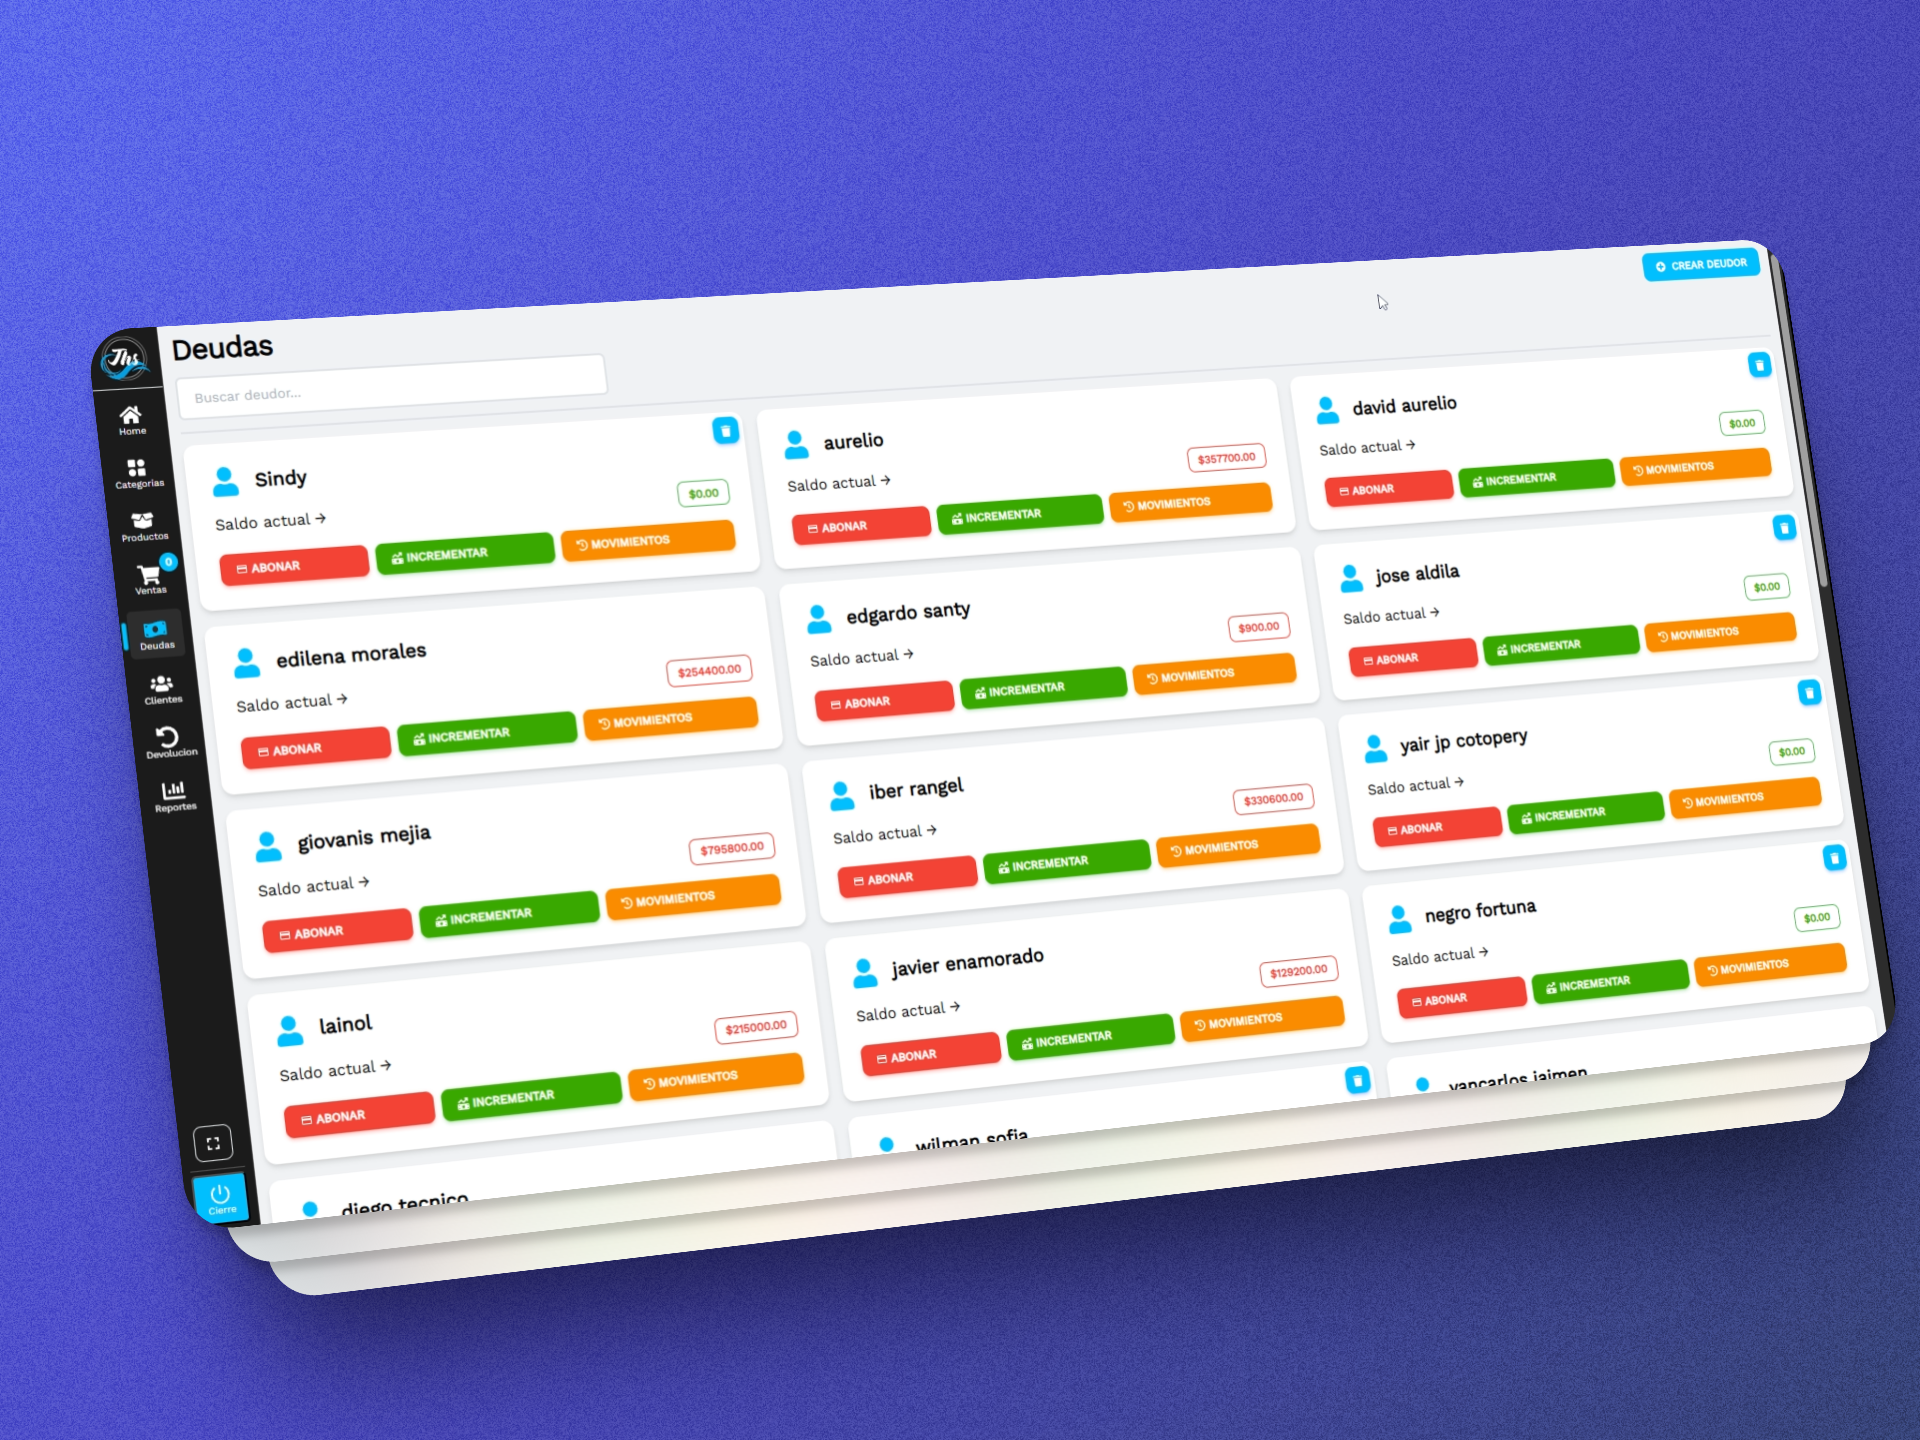 Jhs
Home
Categorias
Productos
0
Ventas
Deudas
Clientes
Devolucion
Reportes
Cierre
Deudas
CREAR DEUDOR
Buscar deudor...
Sindy
Saldo actual →
$0.00
ABONAR
INCREMENTAR
MOVIMIENTOS
aurelio
Saldo actual →
$357700.00
ABONAR
INCREMENTAR
MOVIMIENTOS
david aurelio
Saldo actual →
$0.00
ABONAR
INCREMENTAR
MOVIMIENTOS
edilena morales
Saldo actual →
$254400.00
ABONAR
INCREMENTAR
MOVIMIENTOS
edgardo santy
Saldo actual →
$900.00
ABONAR
INCREMENTAR
MOVIMIENTOS
jose aldila
Saldo actual →
$0.00
ABONAR
INCREMENTAR
MOVIMIENTOS
giovanis mejia
Saldo actual →
$795800.00
ABONAR
INCREMENTAR
MOVIMIENTOS
iber rangel
Saldo actual →
$330600.00
ABONAR
INCREMENTAR
MOVIMIENTOS
yair jp cotopery
Saldo actual →
$0.00
ABONAR
INCREMENTAR
MOVIMIENTOS
lainol
Saldo actual →
$215000.00
ABONAR
INCREMENTAR
MOVIMIENTOS
javier enamorado
Saldo actual →
$129200.00
ABONAR
INCREMENTAR
MOVIMIENTOS
negro fortuna
Saldo actual →
$0.00
ABONAR
INCREMENTAR
MOVIMIENTOS
diego tecnico
wilman sofia
yancarlos jaimen